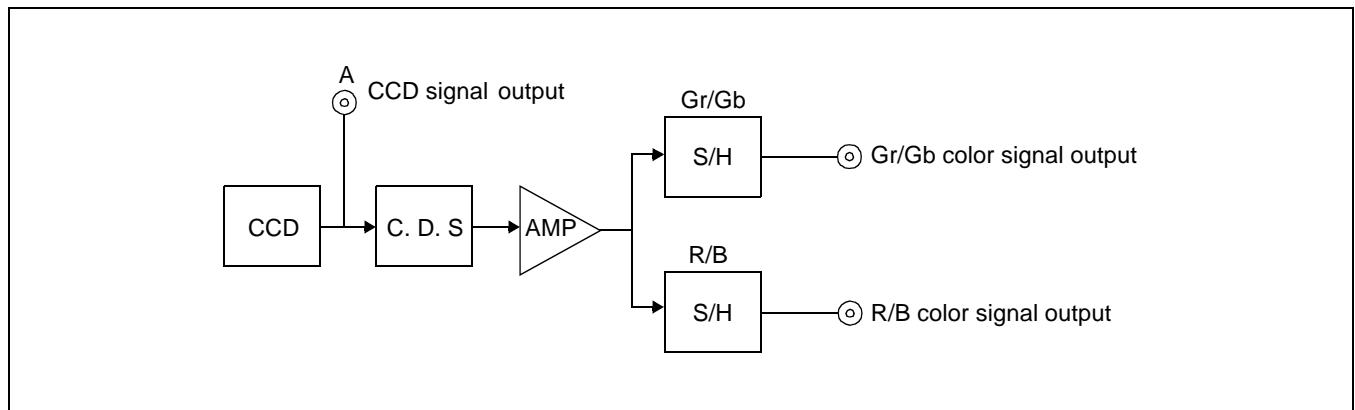 A
CCD signal output
Gr/Gb
S/H
Gr/Gb color signal output
CCD
C. D. S
AMP
R/B
S/H
R/B color signal output